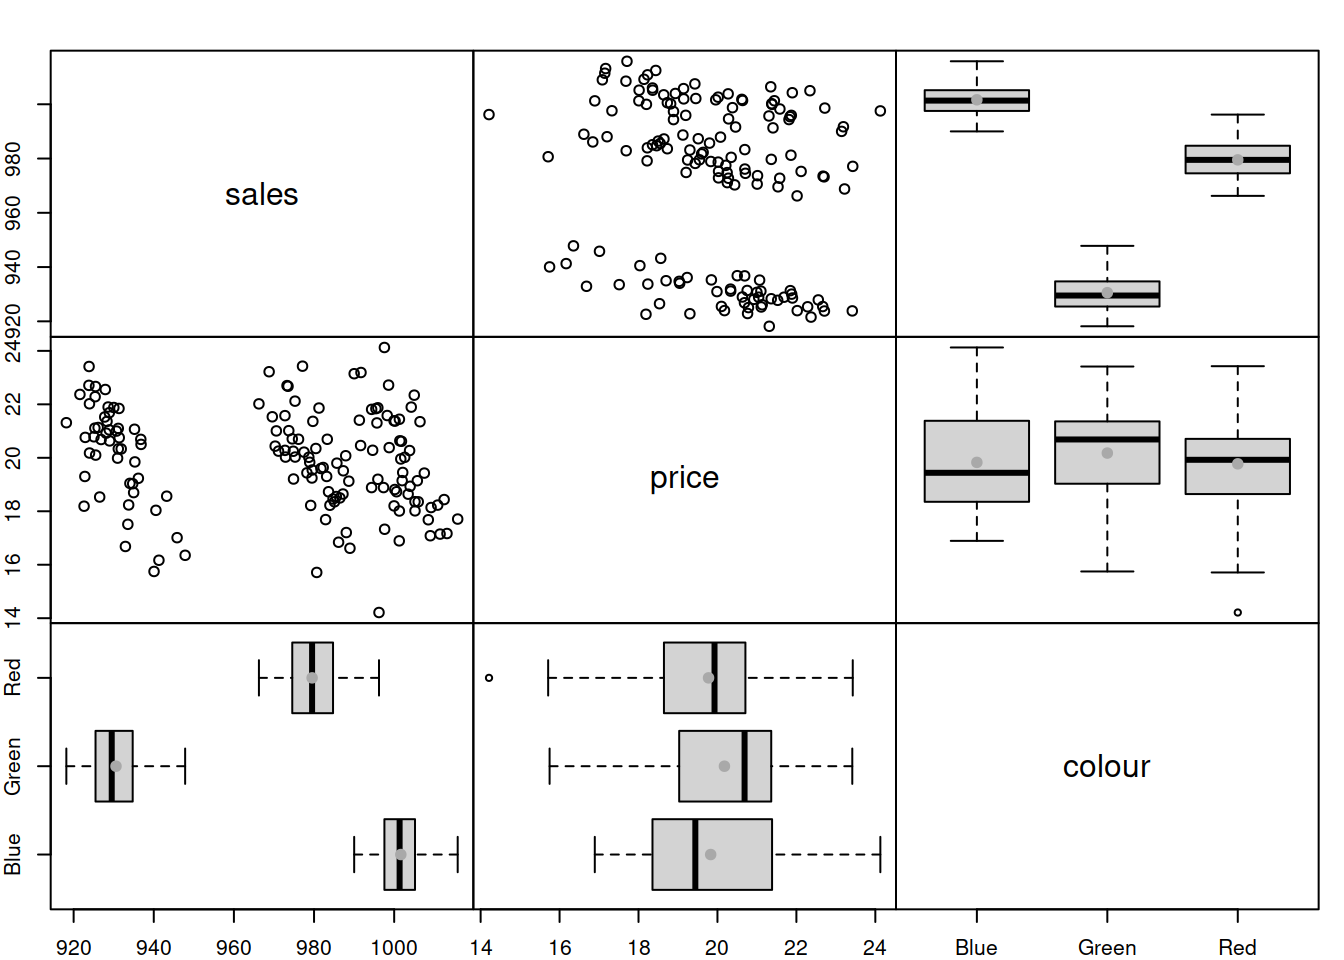 980
960
940
920
sales
24
22
20
18
16
14
price
Red
Green
Blue
colour
920 940 960 980 1000 14 16 18 20 22 24 Blue Green Red